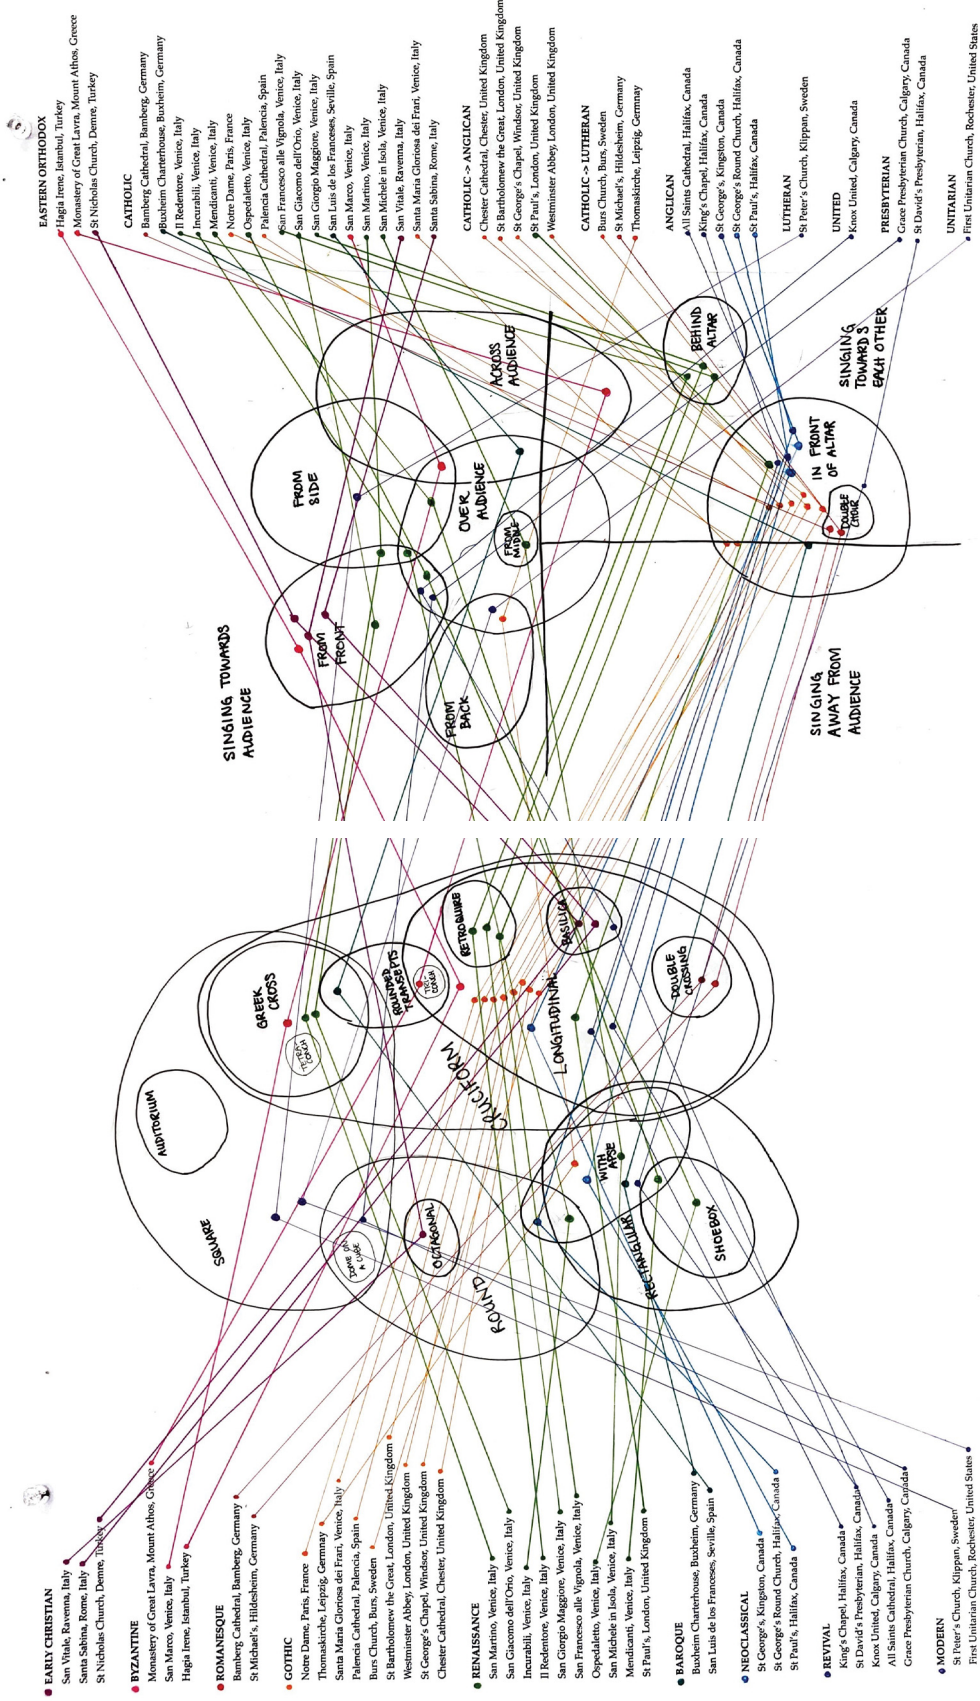 EASTERN ORTHODOX
Hagia Irene, Istanbul, Turkey
Monastery of Great Lavra, Mount Athos, Greece
St Nicholas Church, Demre, Turkey
CATHOLIC
Bamberg Cathedral, Bamberg, Germany
Buxheim Charterhouse, Buxheim, Germany
Il Redentore, Venice, Italy
Incurabili, Venice, Italy
Mendicanti, Venice, Italy
Notre Dame, Paris, France
Ospedaletto, Venice, Italy
Palencia Cathedral, Palencia, Spain
San Francesco alle Vignola, Venice, Italy
San Giacomo dell'Orio, Venice, Italy
San Giorgio Maggiore, Venice, Italy
San Luis de los Franceses, Seville, Spain
San Marco, Venice, Italy
San Martino, Venice, Italy
San Michele in Isola, Venice, Italy
San Vitale, Ravenna, Italy
Santa Maria Gloriosa dei Frari, Venice, Italy
Santa Sabina, Rome, Italy
CATHOLIC -> ANGLICAN
Chester Cathedral, Chester, United Kingdom
St Bartholomew the Great, London, United Kingdom
St George's Chapel, Windsor, United Kingdom
St Paul's, London, United Kingdom
Westminster Abbey, London, United Kingdom
CATHOLIC -> LUTHERAN
Burs Church, Burs, Sweden
St Michael's, Hildesheim, Germany
Thomaskirche, Leipzig, Germnay
ANGLICAN
All Saints Cathedral, Halifax, Canada
King's Chapel, Halifax, Canada
St George's, Kingston, Canada
St George's Round Church, Halifax, Canada
St Paul's, Halifax, Canada
LUTHERAN
St Peter's Church, Klippan, Sweden
UNITED
Knox United, Calgary, Canada
PRESBYTERIAN
Grace Presbyterian Church, Calgary, Canada
St David's Presbyterian, Halifax, Canada
UNITARIAN
First Unitarian Church, Rochester, United States
SINGING TOWARDS
AUDIENCE
FROM
SIDE
FROM
FRONT
FROM
BACK
OVER
AUDIENCE
FROM
MIDDLE
ACROSS
AUDIENCE
BEHIND
ALTAR
SINGING
TOWARDS
EACH OTHER
IN FRONT
OF ALTAR
DOUBLE
CHOIR
SINGING
AWAY FROM
AUDIENCE
SQUARE
AUDITORIUM
GREEK
CROSS
TETRA-
CONCH
ROUNDED
TRANSEPTS
TRI-
CONCH
RETROQUIRE
BASILICA
DOUBLE
CROSSING
CRUCIFORM
LONGITUDINAL
DOME ON
A CUBE
OCTAGONAL
ROUND
WITH
APSE
RECTANGULAR
SHOEBOX
EARLY CHRISTIAN
San Vitale, Ravenna, Italy
Santa Sabina, Rome, Italy
St Nicholas Church, Demre, Turkey
BYZANTINE
Monastery of Great Lavra, Mount Athos, Greece
San Marco, Venice, Italy
Hagia Irene, Istanbul, Turkey
ROMANESQUE
Bamberg Cathedral, Bamberg, Germany
St Michael's, Hildesheim, Germany
GOTHIC
Notre Dame, Paris, France
Thomaskirche, Leipzig, Germnay
Santa Maria Gloriosa dei Frari, Venice, Italy
Palencia Cathedral, Palencia, Spain
Burs Church, Burs, Sweden
St Bartholomew the Great, London, United Kingdom
Westminster Abbey, London, United Kingdom
St George's Chapel, Windsor, United Kingdom
Chester Cathedral, Chester, United Kingdom
RENAISSANCE
San Martino, Venice, Italy
San Giacomo dell'Orio, Venice, Italy
Incurabili, Venice, Italy
Il Redentore, Venice, Italy
San Giorgio Maggiore, Venice, Italy
San Francesco alle Vignola, Venice, Italy
Ospedaletto, Venice, Italy
San Michele in Isola, Venice, Italy
Mendicanti, Venice, Italy
St Paul's, London, United Kingdom
BAROQUE
Buxheim Charterhouse, Buxheim, Germany
San Luis de los Franceses, Seville, Spain
NEOCLASSICAL
St George's, Kingston, Canada
St George's Round Church, Halifax, Canada
St Paul's, Halifax, Canada
REVIVAL
King's Chapel, Halifax, Canada
St David's Presbyterian, Halifax, Canada
Knox United, Calgary, Canada
All Saints Cathedral, Halifax, Canada
Grace Presbyterian Church, Calgary, Canada
MODERN
St Peter's Church, Klippan, Sweden
First Unitarian Church, Rochester, United States